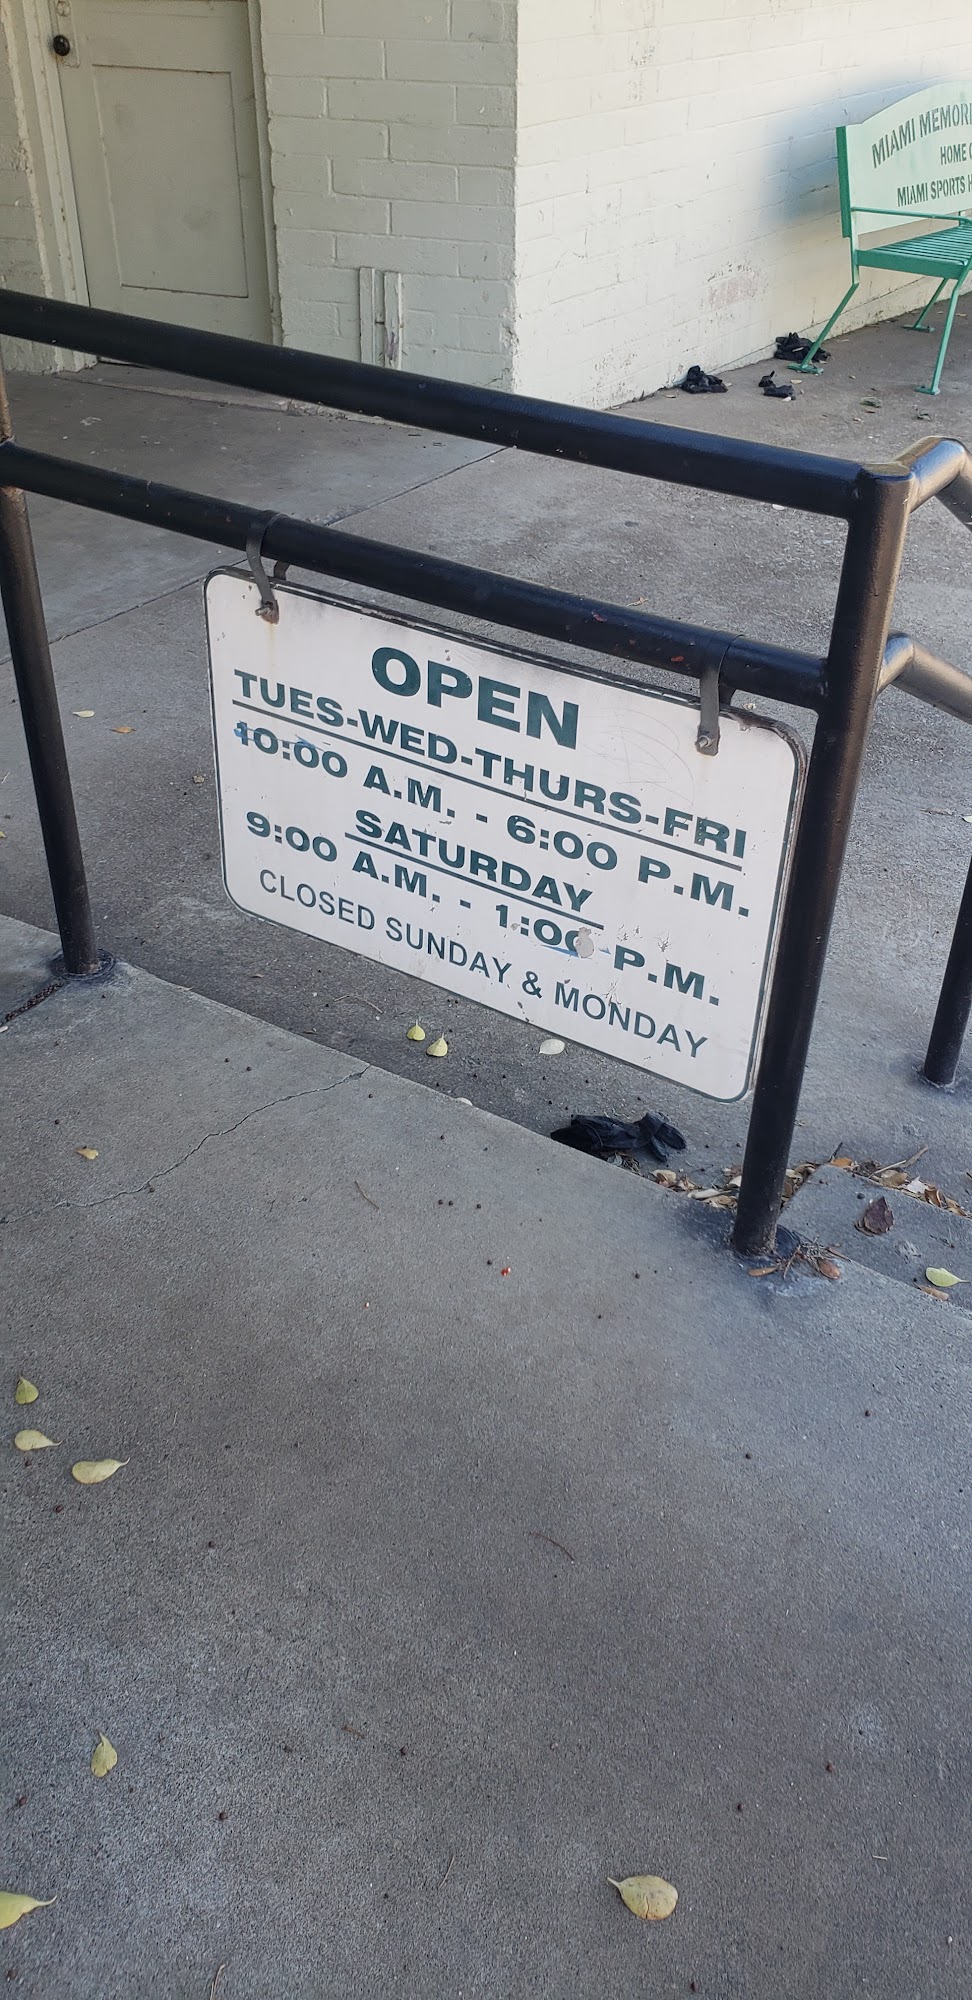 MIAMI MEMORI
HOME
MIAMI SPORTS
OPEN
TUES-WED-THURS-FRI
10:00 A.M. - 6:00 P.M.
SATURDAY
9:00 A.M. - 1:00 P.M.
CLOSED SUNDAY & MONDAY